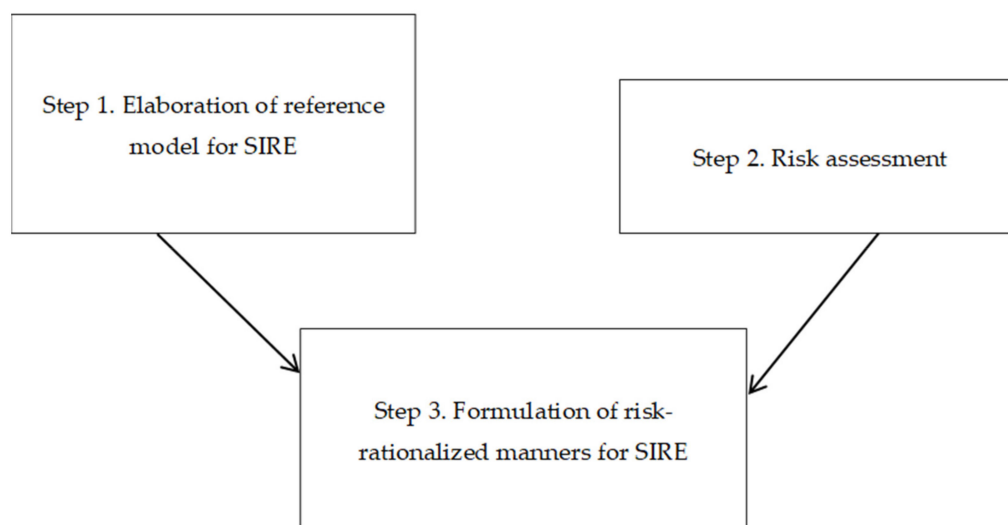 Step 1. Elaboration of reference
model for SIRE
Step 2. Risk assessment
Step 3. Formulation of risk-
rationalized manners for SIRE